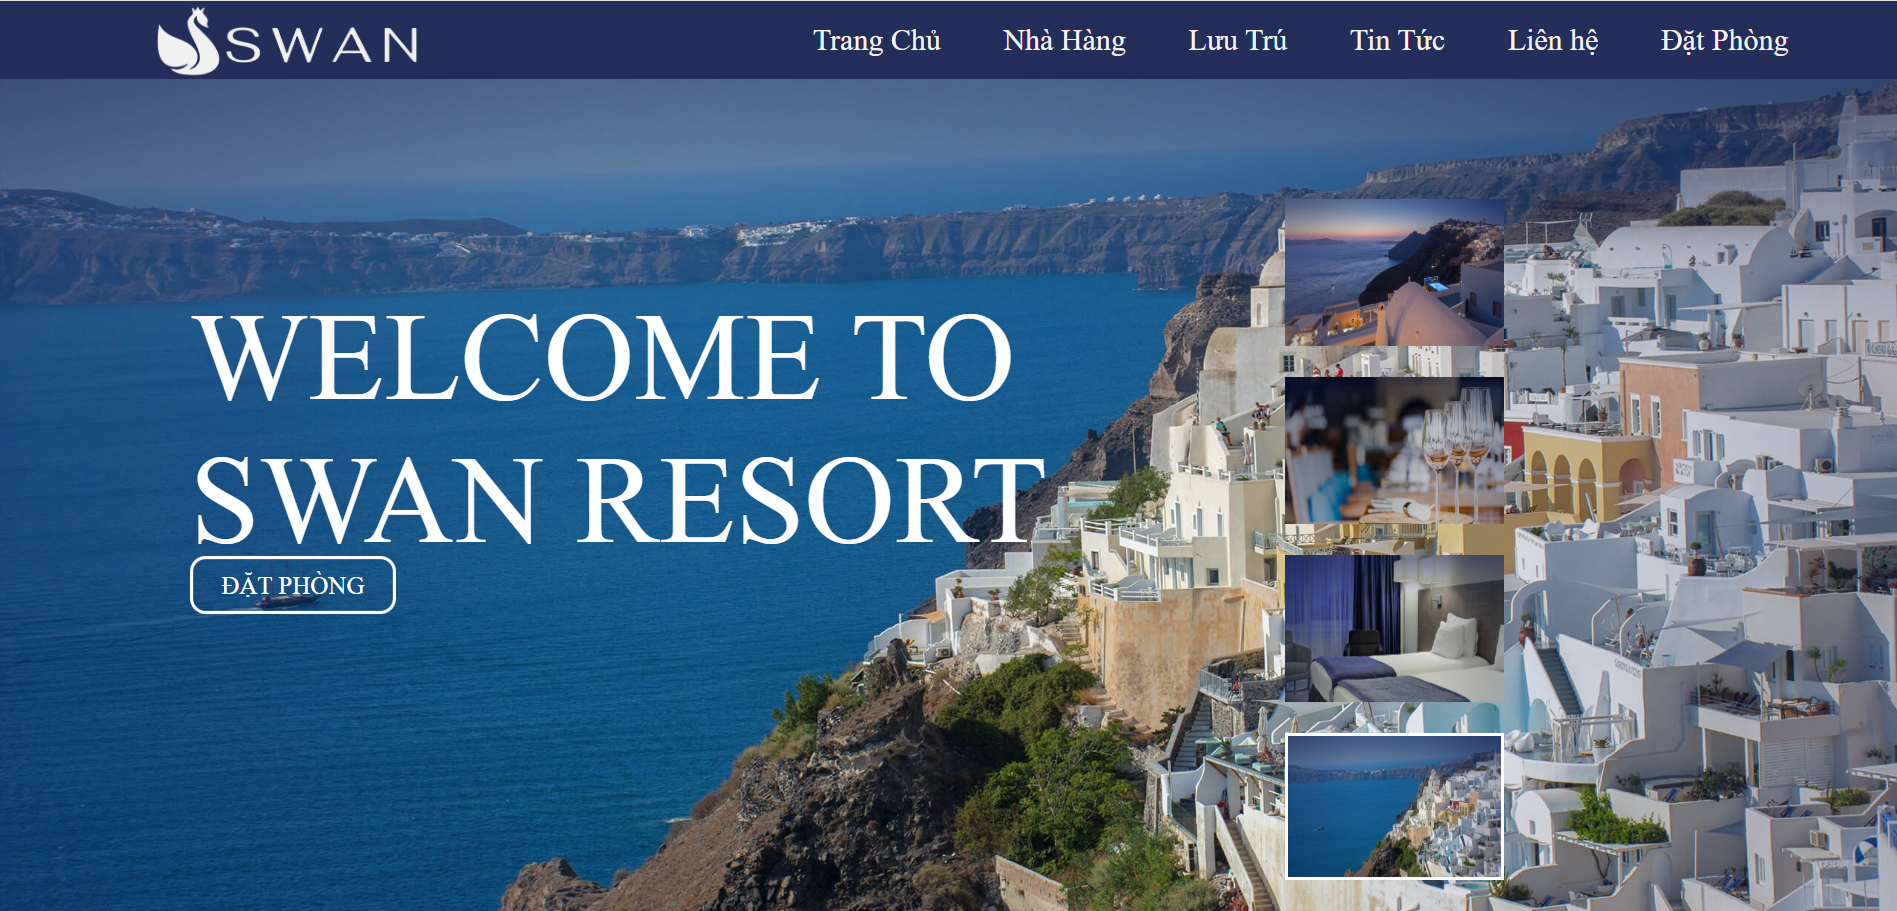 SWAN
Trang Chủ
Nhà Hàng
Lưu Trú
Tin Tức
Liên hệ
Đặt Phòng
WELCOME TO
SWAN RESORT
ĐẶT PHÒNG